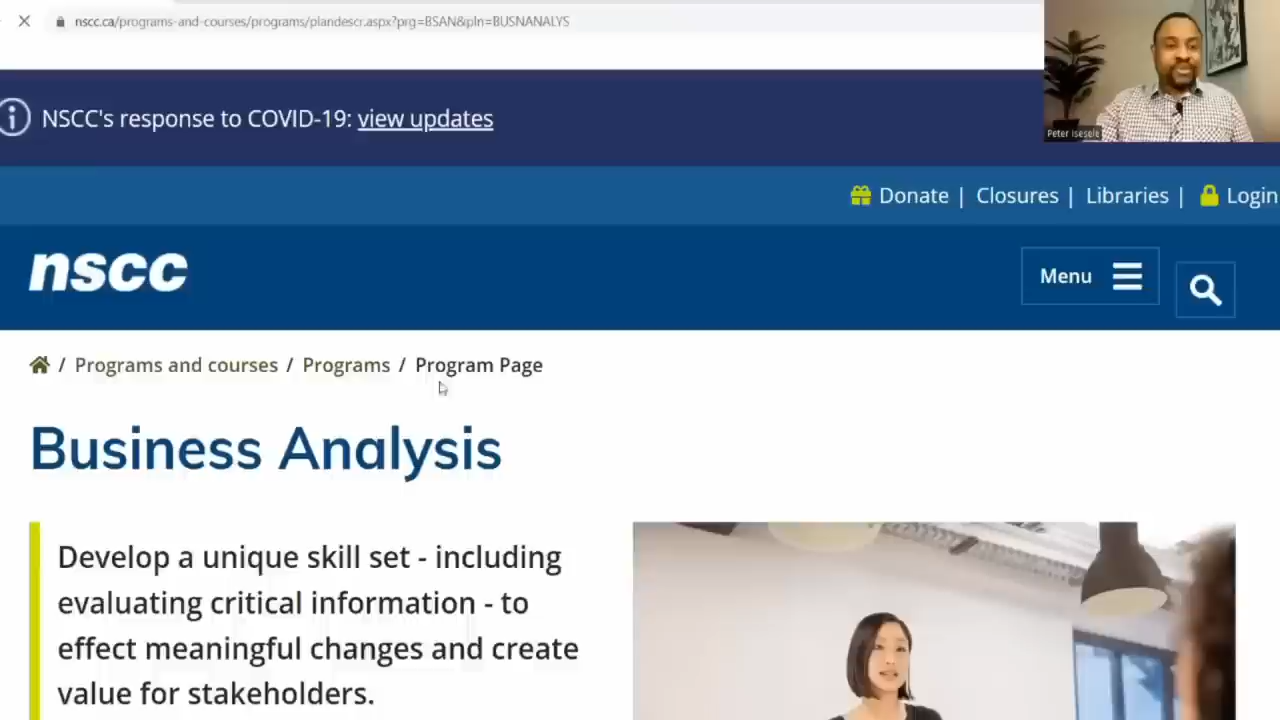 nscc.ca/programs-and-courses/programs/plandescr.aspx?prg=BSAN&pln=BUSNANALYS
Peter Isesele
NSCC's response to COVID-19: view updates
Donate | Closures | Libraries | Login
nscc
Menu
/ Programs and courses / Programs / Program Page
Business Analysis
Develop a unique skill set - including
evaluating critical information - to
effect meaningful changes and create
value for stakeholders.